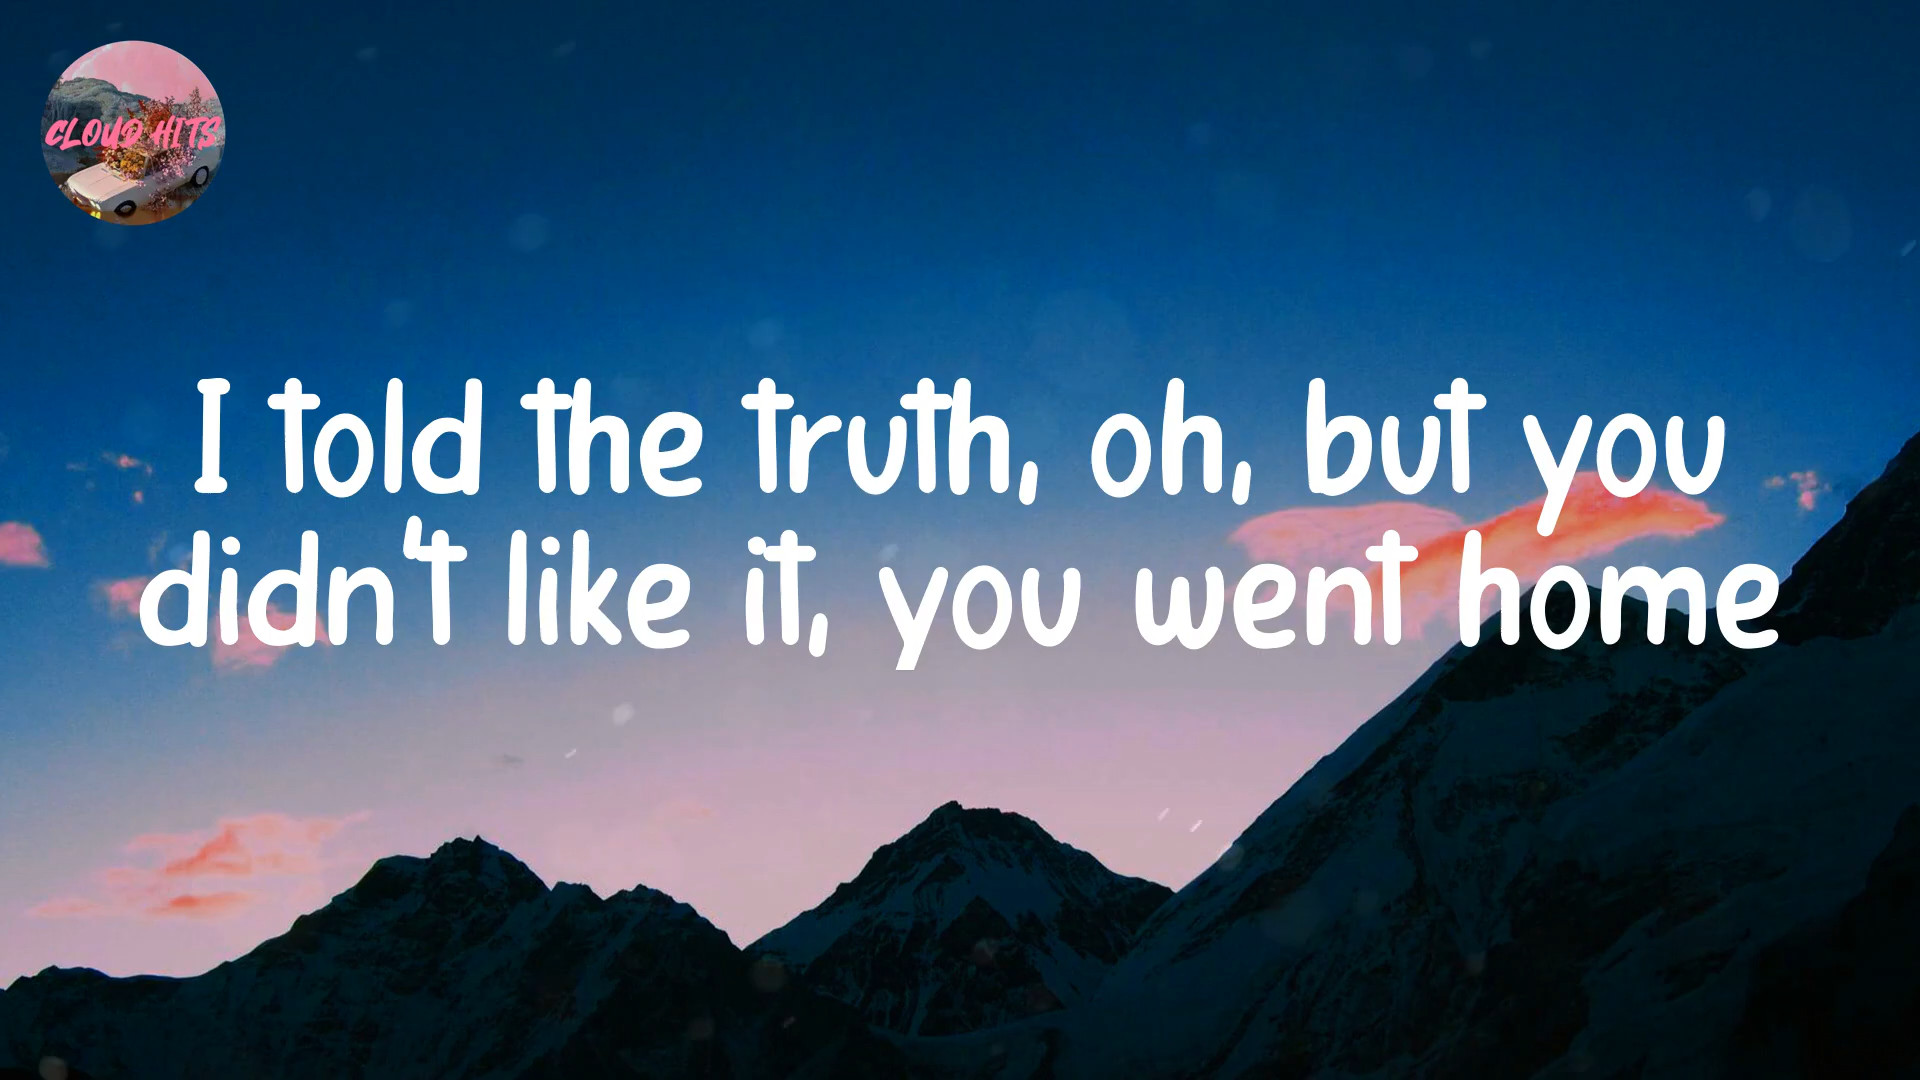 CLOUD HITS
I told the truth, oh, but you
didn't like it, you went home